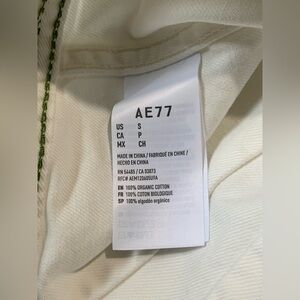 AE77
US S
CA P
MX CH
MADE IN CHINA / FABRIQUÉ EN CHINE /
HECHO EN CHINA
RN 54485 / CA 03873
EN 100% ORGANIC COTTON
FR 100% COTON BIOLOGIQUE
SP 100% algodón orgánico